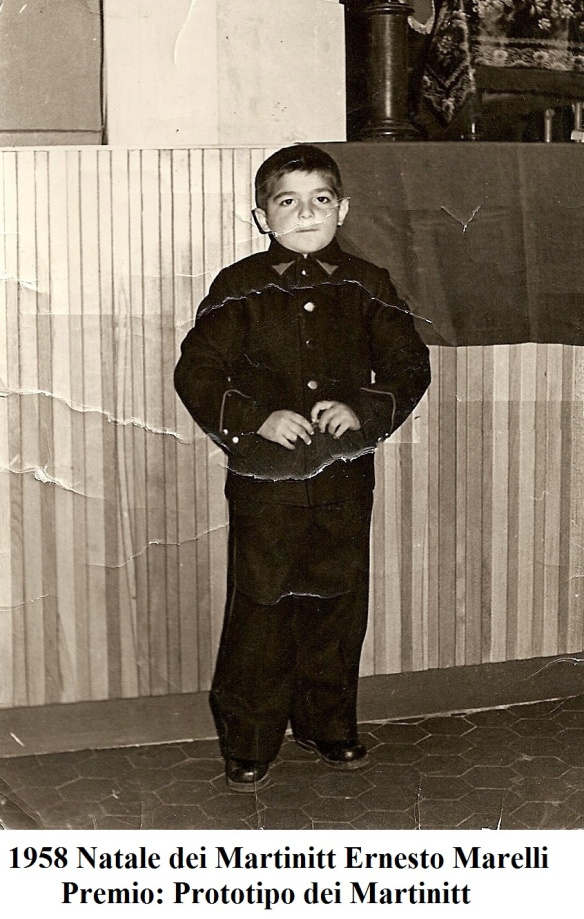 1958 Natale dei Martinitt Ernesto Marelli
Premio: Prototipo dei Martinitt